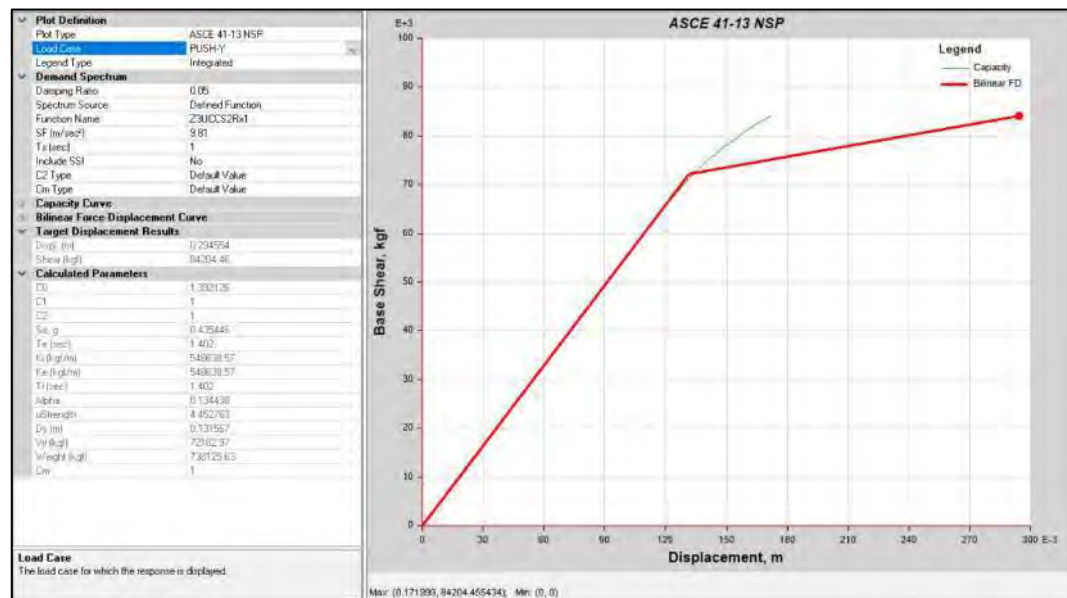 Plot Definition
Plot Type ASCE 41-13 NSP
Load Case PUSH-Y
Legend Type Integrated
Demand Spectrum
Damping Ratio 0.05
Spectrum Source Defined Function
Function Name
SF (m/sec²) 9.81
Ts (sec) 1
Include SSI No
C2 Type Default Value
Cm Type Default Value
Capacity Curve
Bilinear Force Displacement Curve
Target Displacement Results
Displ. (m) 0.294554
Shear (kgf) 84204.46
Calculated Parameters
C0 1.392126
C1 1
C2 1
Sa, g 0.435446
Te (sec) 1.402
Ki (kgf/m) 548638.57
Ke (kgf/m) 548638.57
Ti (sec) 1.402
Alpha 0.134438
uStrength 4.452763
Dy (m) 0.131567
Vy (kgf) 72182.97
Weight (kgf) 738125.63
Cm 1
Load Case
The load case for which the response is displayed.
ASCE 41-13 NSP
E+3
100
90
80
70
60
50
40
30
20
10
0
Base Shear, kgf
Legend
Capacity
Bilinear FD
0 30 60 90 120 150 180 210 240 270 300 E-3
Displacement, m
Max: (0.171999, 84204.455434); Min: (0, 0)